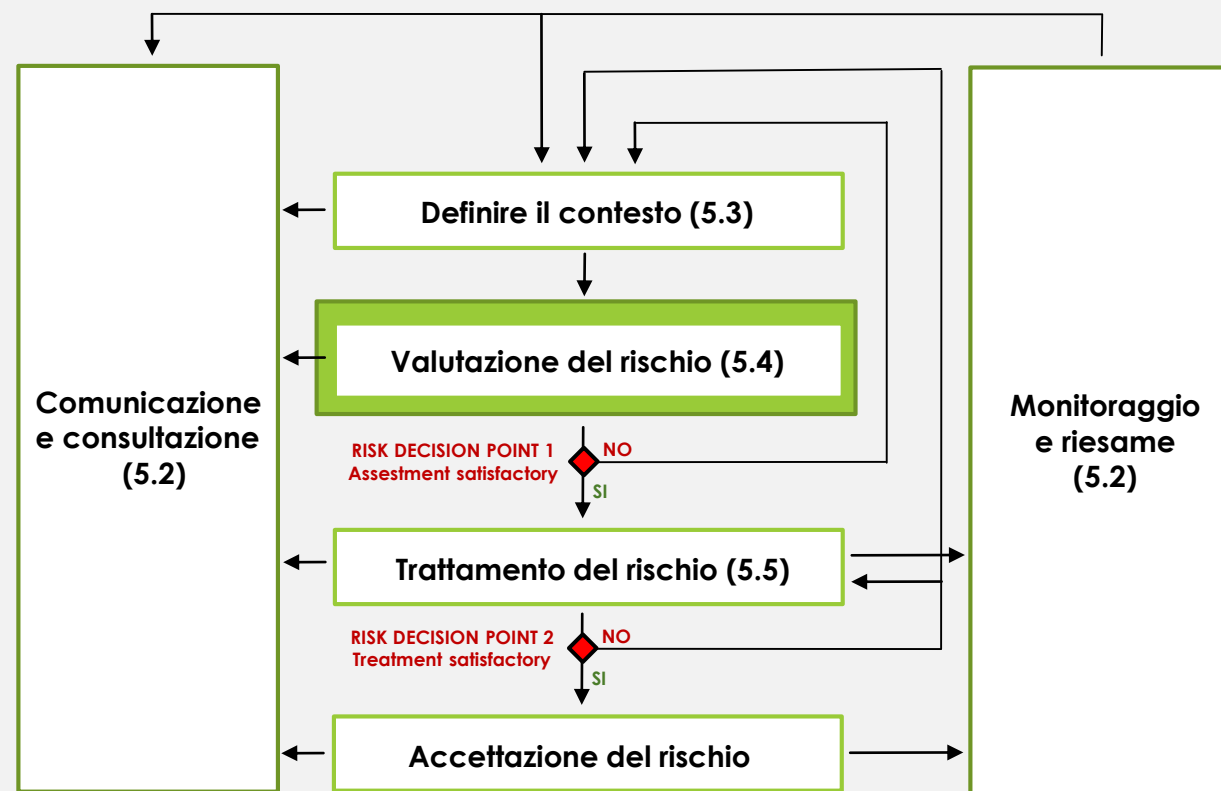 Definire il contesto (5.3)
Valutazione del rischio (5.4)
Comunicazione
e consultazione
(5.2)
Monitoraggio
e riesame
(5.2)
RISK DECISION POINT 1
Assestment satisfactory
NO
SI
Trattamento del rischio (5.5)
RISK DECISION POINT 2
Treatment satisfactory
NO
SI
Accettazione del rischio